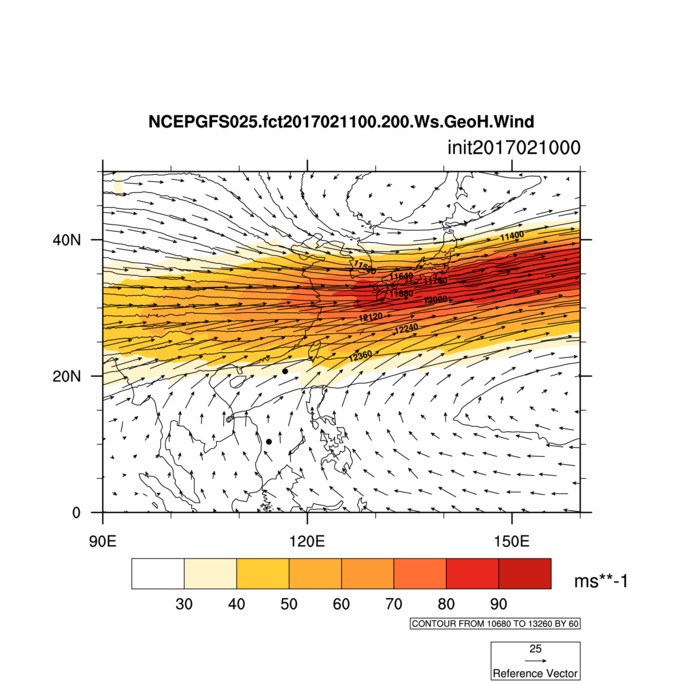 NCEPGFS025.fct2017021100.200.Ws.GeoH.Wind
init2017021000
40N
20N
0
90E 120E 150E
11400
11640
11760
11880
12000
12120
12240
12360
30 40 50 60 70 80 90
ms**-1
CONTOUR FROM 10680 TO 13260 BY 60
25
Reference Vector